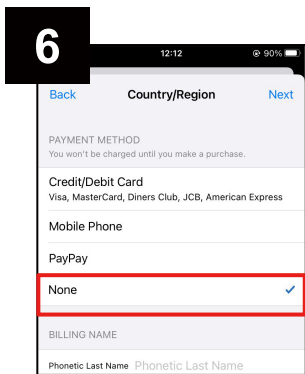 6
12:12
90%
Back Country/Region Next
PAYMENT METHOD
You won't be charged until you make a purchase.
Credit/Debit Card
Visa, MasterCard, Diners Club, JCB, American Express
Mobile Phone
PayPay
None
BILLING NAME
Phonetic Last Name Phonetic Last Name